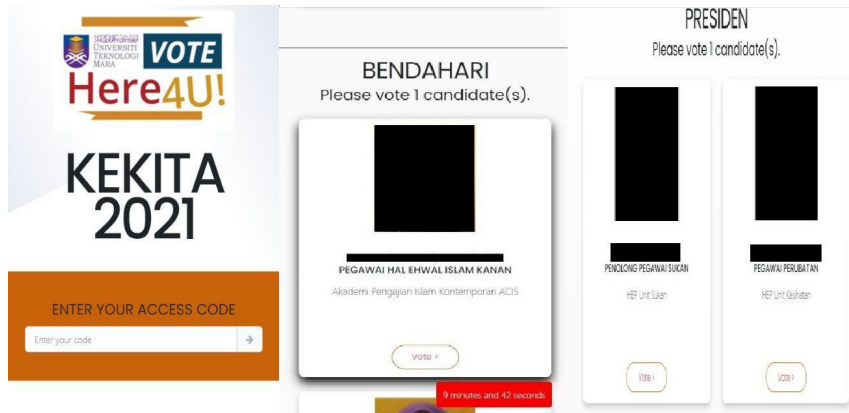 UNIVERSITI
TEKNOLOGI
MARA
VOTE
Here4U!
KEKITA
2021
ENTER YOUR ACCESS CODE
Enter your code
BENDAHARI
Please vote 1 candidate(s).
PEGAWAI HAL EHWAL ISLAM KANAN
Akademi Pengajian Islam Kontemporari ACIS
Vote >
9 minutes and 42 seconds
PRESIDEN
Please vote 1 candidate(s).
PENOLONG PEGAWAI SUKAN
HEP Unit Sukan
Vote >
PEGAWAI PERUBATAN
HEP Unit Kesihatan
Vote >